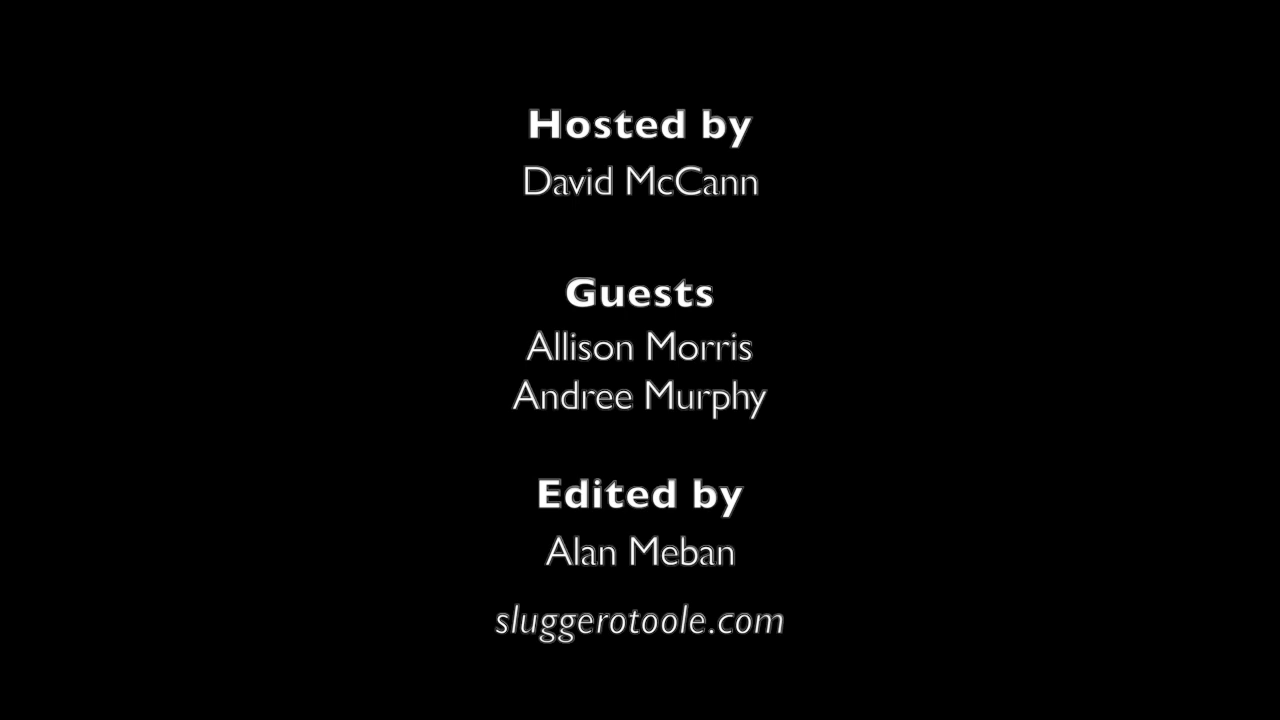 Hosted by
David McCann
Guests
Allison Morris
Andree Murphy
Edited by
Alan Meban
sluggerotoole.com